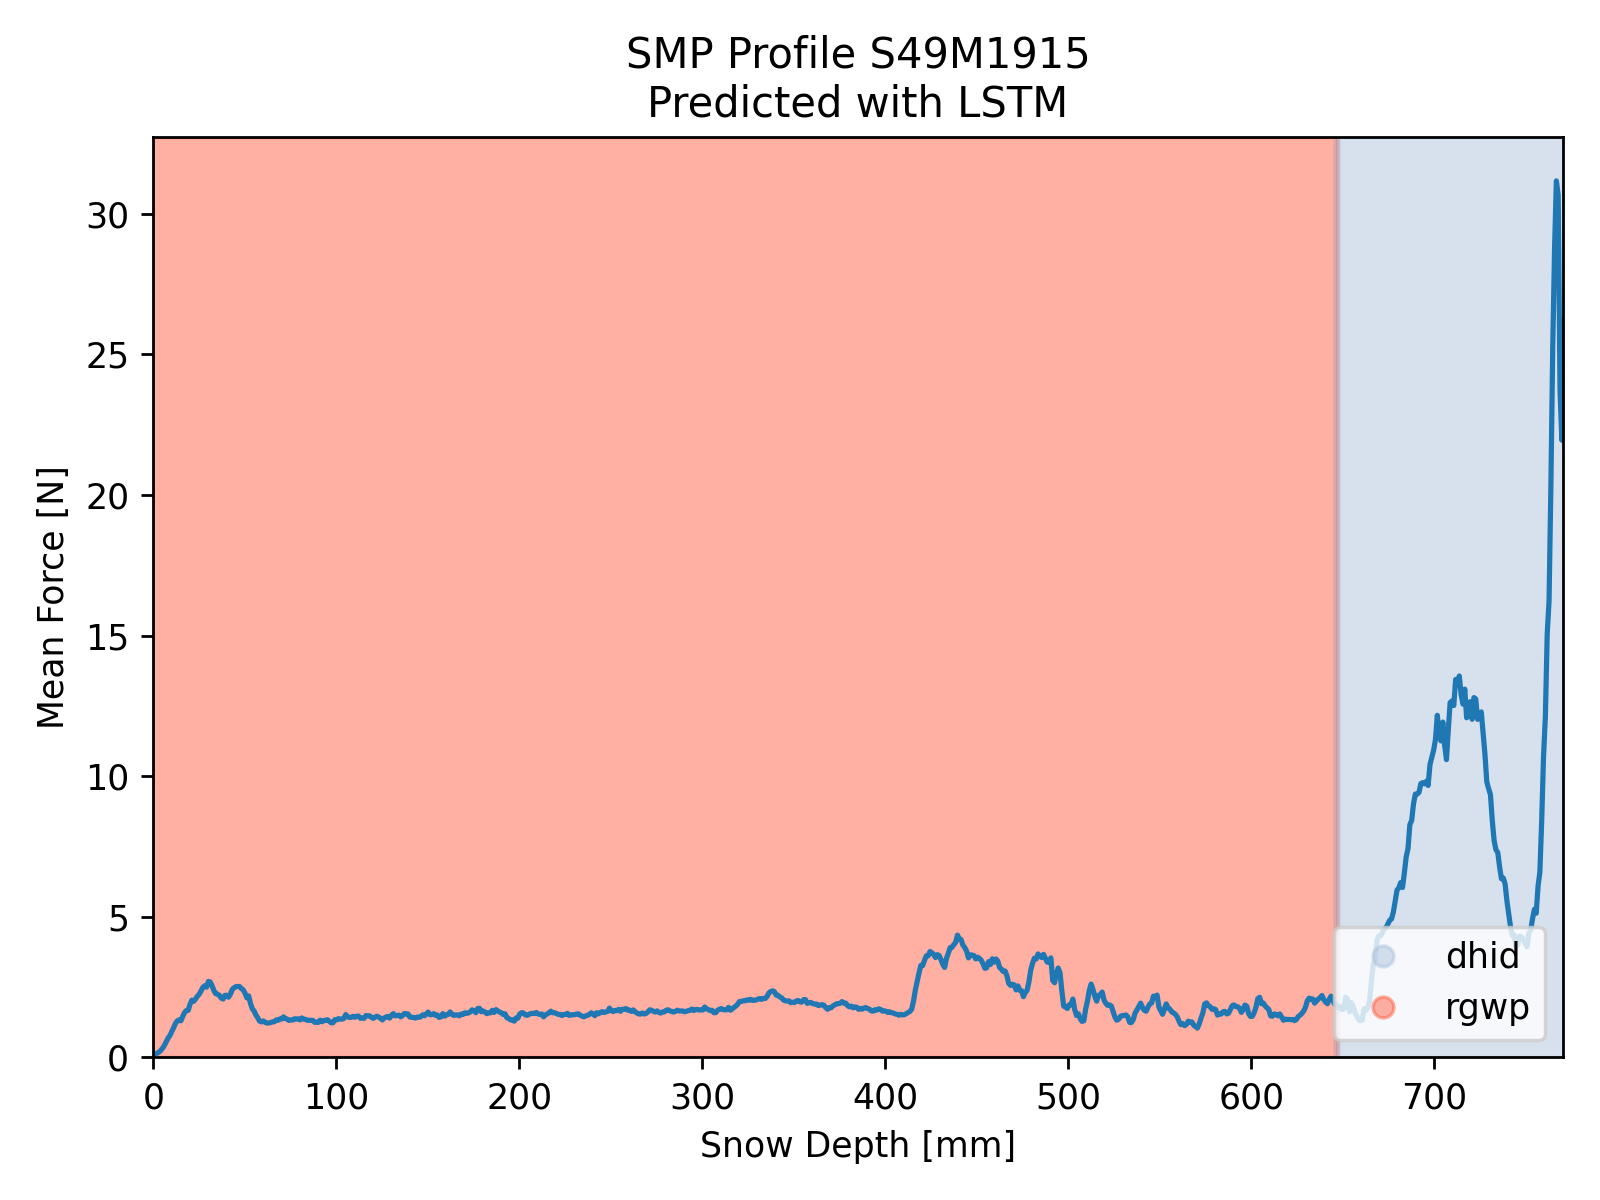 SMP Profile S49M1915
Predicted with LSTM
Mean Force [N]
30
25
20
15
10
5
0
0 100 200 300 400 500 600 700
Snow Depth [mm]
dhid
rgwp